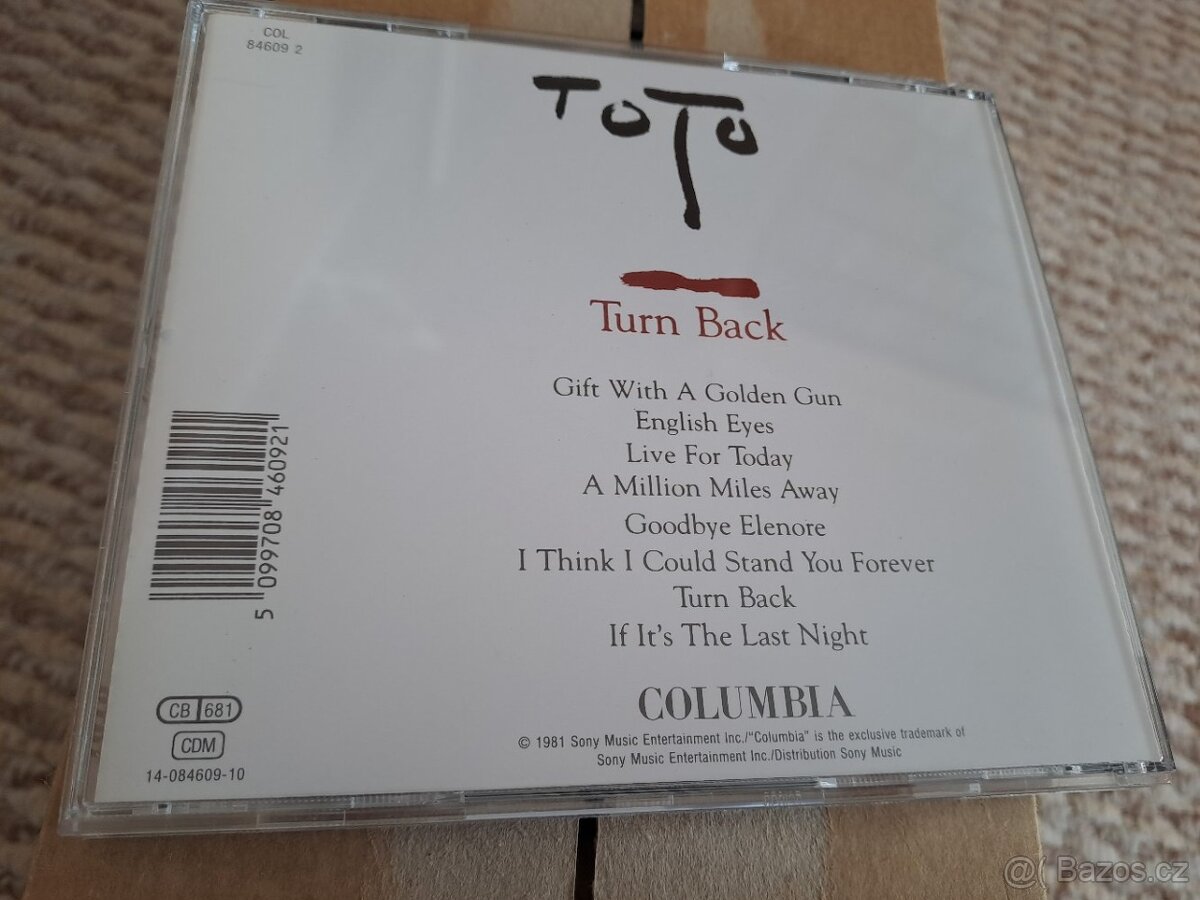 COL
84609 2
TOTO
Turn Back
Gift With A Golden Gun
English Eyes
Live For Today
A Million Miles Away
Goodbye Elenore
I Think I Could Stand You Forever
Turn Back
If It's The Last Night
5 099708 460921
CB 681
CDM
14-084609-10
COLUMBIA
© 1981 Sony Music Entertainment Inc./"Columbia" is the exclusive trademark of
Sony Music Entertainment Inc./Distribution Sony Music
@( Bazos.cz